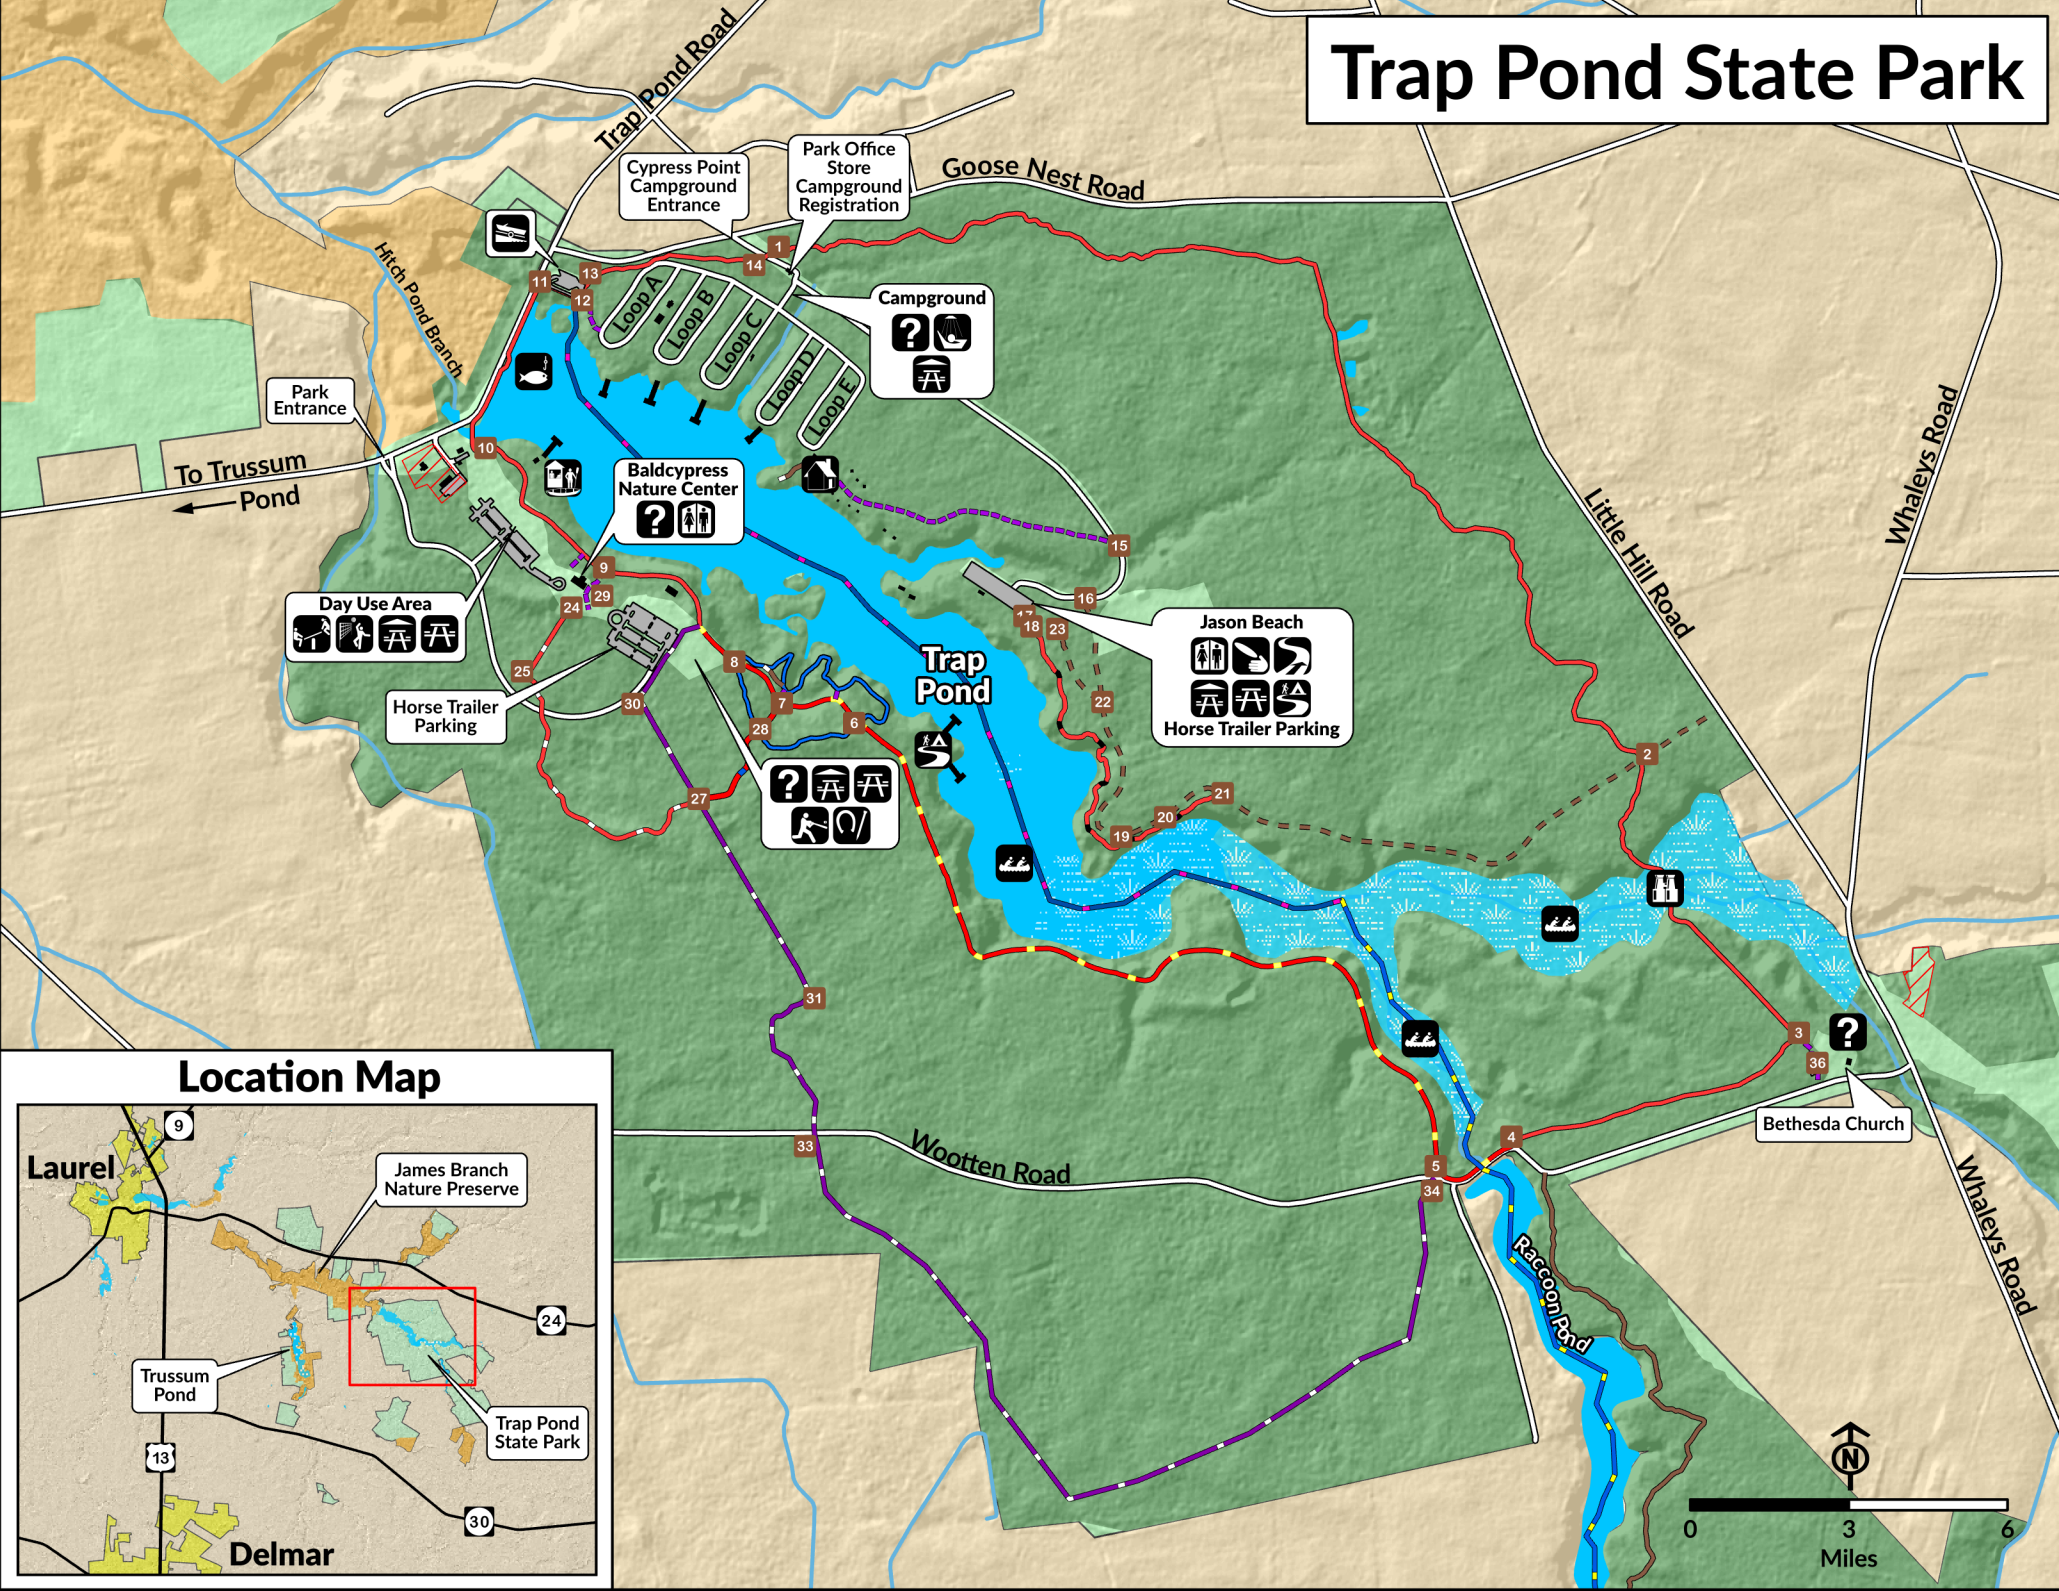 Trap Pond State Park
Trap Pond Road
Trap Pond Road
Goose Nest Road
Cypress Point
Campground
Entrance
Park Office
Store
Campground
Registration
Hitch Pond Branch
1
14
13
11
12
Loop A
Loop B
Loop C
Loop D
Loop E
Campground
?
Park
Entrance
To Trussum
Pond
10
Baldcypress
Nature Center
?
Whaleys Road
Little Hill Road
15
16
9
29
24
Day Use Area
17
18
23
Jason Beach
Horse Trailer Parking
25
8
7
6
28
30
Horse Trailer
Parking
Trap
Pond
22
2
?
27
21
20
19
31
3
?
36
Bethesda Church
33
Wootten Road
4
5
34
Raccoon Pond
Whaleys Road
N
0
3
6
Miles
Location Map
9
Laurel
James Branch
Nature Preserve
24
Trussum
Pond
Trap Pond
State Park
13
30
Delmar